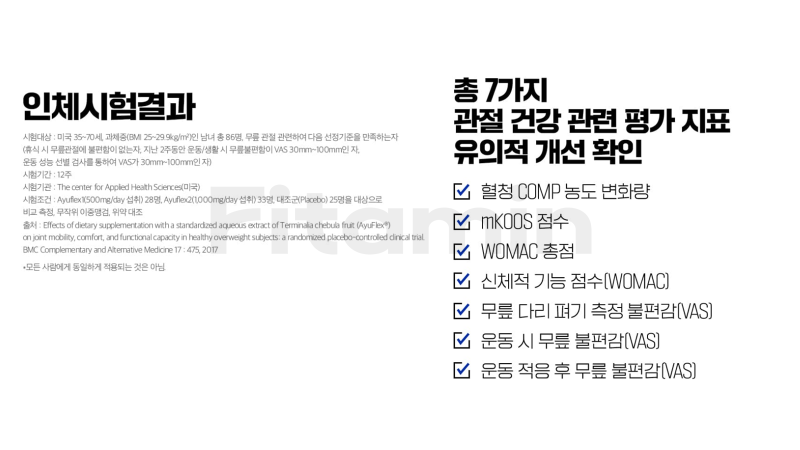 인체시험결과
시험대상 : 미국 35~70세, 과체중(BMI 25~29.9kg/m²)인 남녀 총 86명, 무릎 관절 관련하여 다음 선정기준을 만족하는자
(휴식 시 무릎관절에 불편함이 없는자, 지난 2주동안 운동/생활 시 무릎불편함이 VAS 30mm~100mm인 자,
운동 성능 선별 검사를 통하여 VAS가 30mm~100mm인 자)
시험기간 : 12주
시험기관 : The center for Applied Health Sciences(미국)
시험조건 : Ayuflex1(500mg/day 섭취) 28명, Ayuflex2(1,000mg/day 섭취) 33명, 대조군(Placebo) 25명을 대상으로
비교 측정, 무작위 이중맹검, 위약 대조
출처 : Effects of dietary supplementation with a standardized aqueous extract of Terminalia chebula fruit (AyuFlex®)
on joint mobility, comfort, and functional capacity in healthy overweight subjects: a randomized placebo-controlled clinical trial.
BMC Complementary and Alternative Medicine 17 : 475, 2017
*모든 사람에게 동일하게 적용되는 것은 아님.
Fitamin
총 7가지
관절 건강 관련 평가 지표
유의적 개선 확인
혈청 COMP 농도 변화량
mKOOS 점수
WOMAC 총점
신체적 기능 점수(WOMAC)
무릎 다리 펴기 측정 불편감(VAS)
운동 시 무릎 불편감(VAS)
운동 적응 후 무릎 불편감(VAS)